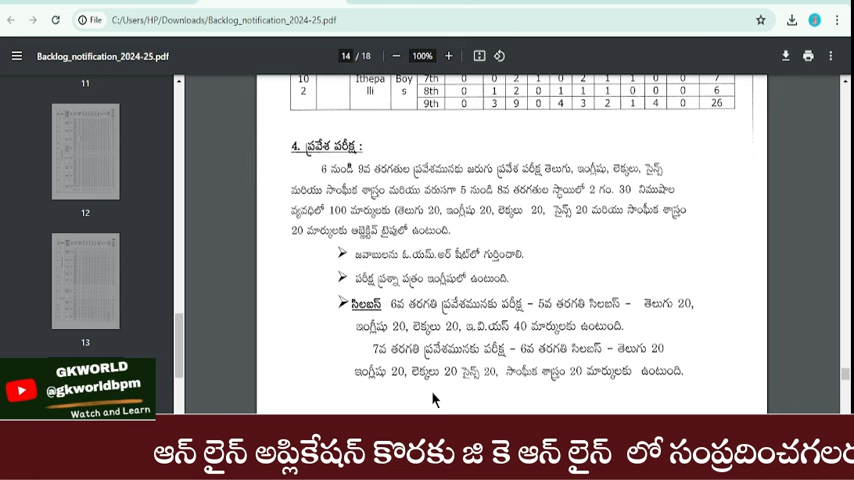 File C:/Users/HP/Downloads/Backlog_notification_2024-25.pdf
Backlog_notification_2024-25.pdf
14 / 18
100%
11
12
13
10 Ithepa Boy 7th 0 0 2 1 0 2 1 1 0 0 7
2 lli s 8th 0 1 2 0 1 1 1 0 0 0 6
9th 0 3 9 0 4 3 2 1 4 0 26
4. ప్రవేశ పరీక్ష :
6 నుండి 9వ తరగతుల ప్రవేశమునకు జరుగు ప్రవేశ పరీక్ష తెలుగు, ఇంగ్లీషు, లెక్కలు, సైన్స్
మరియు సాంఘీక శాస్త్రం మరియు వరుసగా 5 నుండి 8వ తరగతుల స్థాయిలో 2 గం. 30 నిముషాల
వ్యవధిలో 100 మార్కులకు (తెలుగు 20, ఇంగ్లీషు 20, లెక్కలు 20, సైన్స్ 20 మరియు సాంఘీక శాస్త్రం
20 మార్కులకు ఆబ్జెక్టివ్ టైపులో ఉంటుంది.
జవాబులను ఓ.యమ్.ఆర్ షీట్‌లో గుర్తించాలి.
పరీక్ష ప్రశ్నా పత్రం ఇంగ్లీషులో ఉంటుంది.
సిలబస్ 6వ తరగతి ప్రవేశమునకు పరీక్ష - 5వ తరగతి సిలబస్ - తెలుగు 20,
ఇంగ్లీషు 20, లెక్కలు 20, ఇ.వి.యస్ 40 మార్కులకు ఉంటుంది.
7వ తరగతి ప్రవేశమునకు పరీక్ష - 6వ తరగతి సిలబస్ - తెలుగు 20
ఇంగ్లీషు 20, లెక్కలు 20 సైన్స్ 20, సాంఘీక శాస్త్రం 20 మార్కులకు ఉంటుంది.
GKWORLD
@gkworldbpm
Watch and Learn
ఆన్ లైన్ అప్లికేషన్ కొరకు జి కె ఆన్ లైన్ లో సంప్రదించగలరు